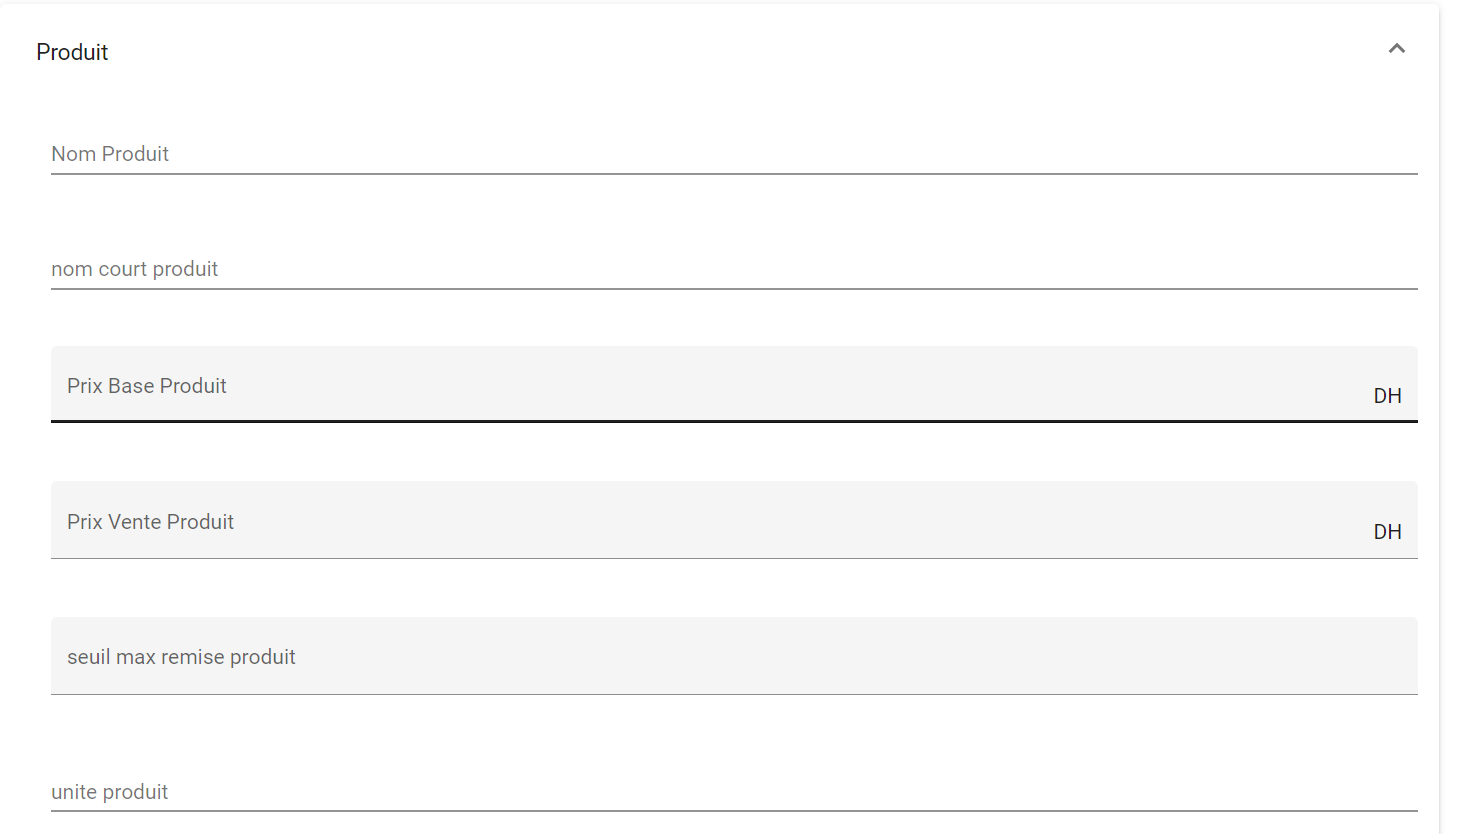 Produit
Nom Produit
nom court produit
Prix Base Produit
DH
Prix Vente Produit
DH
seuil max remise produit
unite produit